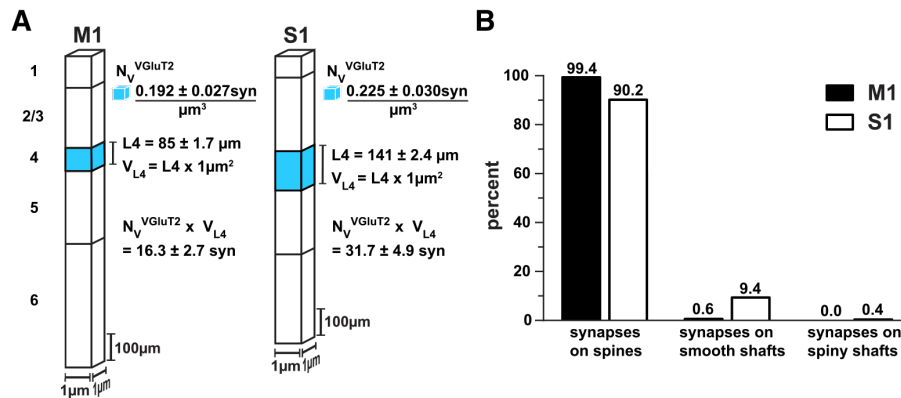 A
M1
1
2/3
4
5
6
N_V^VGluT2
0.192 ± 0.027syn
µm³
L4 = 85 ± 1.7 µm
V_L4 = L4 x 1µm²
N_V^VGluT2 x V_L4
= 16.3 ± 2.7 syn
100µm
1µm 1µm
S1
N_V^VGluT2
0.225 ± 0.030syn
µm³
L4 = 141 ± 2.4 µm
V_L4 = L4 x 1µm²
N_V^VGluT2 x V_L4
= 31.7 ± 4.9 syn
100µm
1µm 1µm
B
percent
100
80
60
40
20
0
99.4
90.2
0.6
9.4
0.0
0.4
M1
S1
synapses
on spines
synapses on
smooth shafts
synapses on
spiny shafts